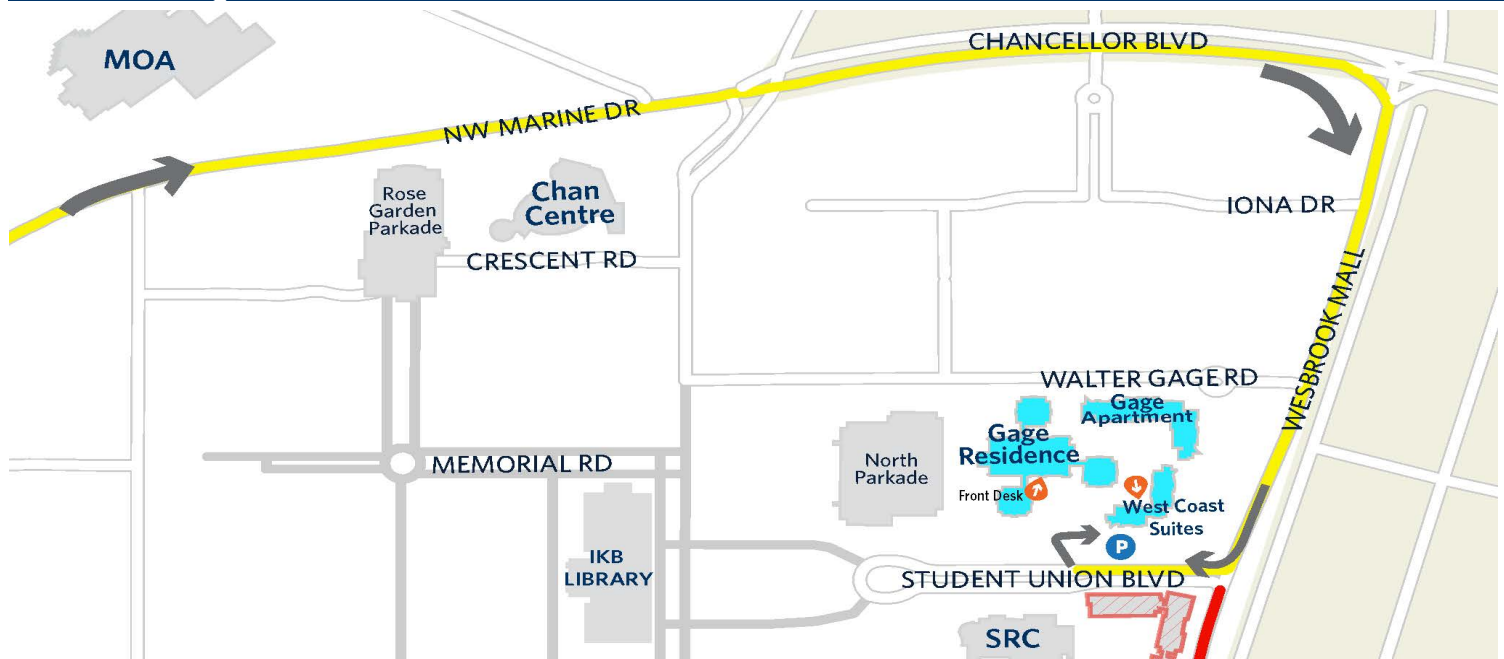 CHANCELLOR BLVD
MOA
NW MARINE DR
Rose
Garden
Parkade
Chan
Centre
IONA DR
CRESCENT RD
WESBROOK MALL
WALTER GAGE RD
Gage
Apartment
Gage
Residence
North
Parkade
MEMORIAL RD
Front Desk
West Coast
Suites
P
IKB
LIBRARY
STUDENT UNION BLVD
SRC